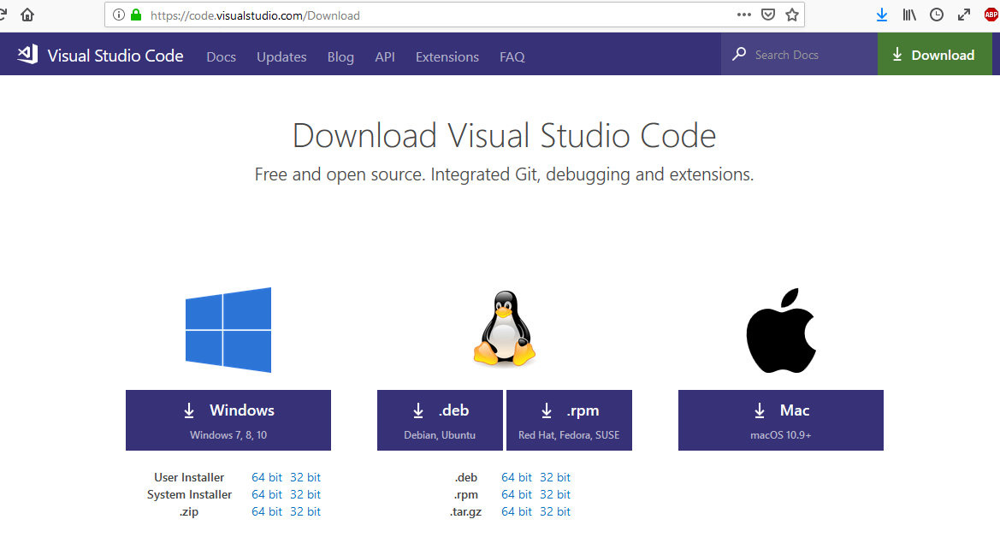 https://code.visualstudio.com/Download
ABP
Visual Studio Code Docs Updates Blog API Extensions FAQ Search Docs Download
Download Visual Studio Code
Free and open source. Integrated Git, debugging and extensions.
Windows
Windows 7, 8, 10
User Installer 64 bit 32 bit
System Installer 64 bit 32 bit
.zip 64 bit 32 bit
.deb
Debian, Ubuntu
.rpm
Red Hat, Fedora, SUSE
.deb 64 bit 32 bit
.rpm 64 bit 32 bit
.tar.gz 64 bit 32 bit
Mac
macOS 10.9+